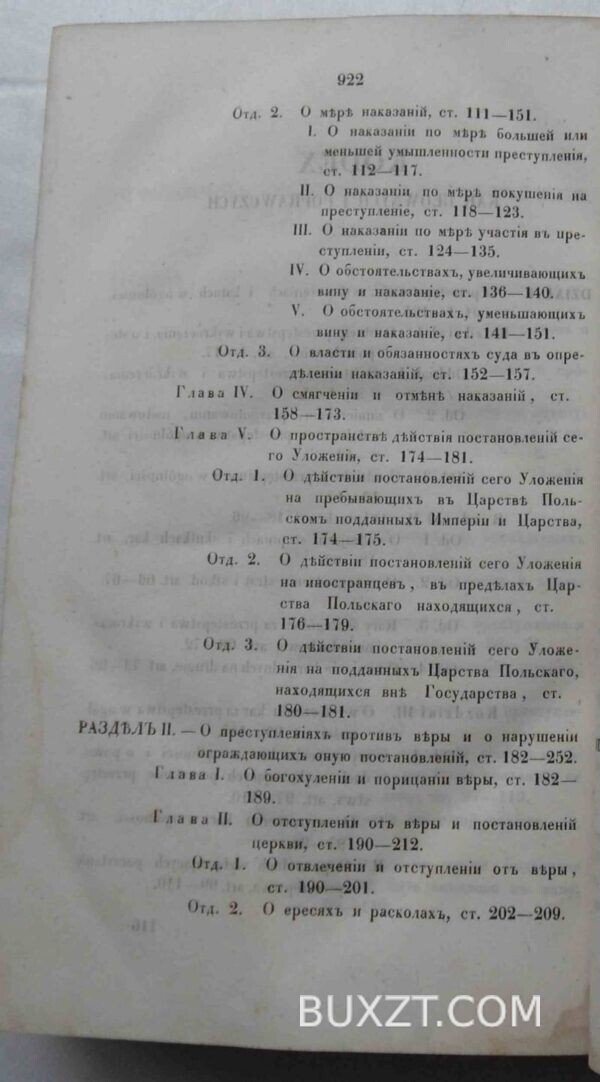 922
Отд. 2. О мѣрѣ наказаній, ст. 111—151.
I. О наказаніи по мѣрѣ большей или
меньшей умышленности преступленія,
ст. 112—117.
II. О наказаніи по мѣрѣ покушенія на
преступленіе, ст. 118—123.
III. О наказаніи по мѣрѣ участія въ пре-
ступленіи, ст. 124—135.
IV. О обстоятельствахъ, увеличивающихъ
вину и наказаніе, ст. 136—140.
V. О обстоятельствахъ, уменьшающихъ
вину и наказаніе, ст. 141—151.
Отд. 3. О власти и обязанностяхъ суда въ опре-
дѣленіи наказаній, ст. 152—157.
Глава IV. О смягченіи и отмѣнѣ наказаній, ст.
158—173.
Глава V. О пространствѣ дѣйствія постановленій се-
го Уложенія, ст. 174—181.
Отд. 1. О дѣйствіи постановленій сего Уложенія
на пребывающихъ въ Царствѣ Поль-
скомъ подданныхъ Имперіи и Царства,
ст. 174—175.
Отд. 2. О дѣйствіи постановленій сего Уложенія
на иностранцевъ, въ предѣлахъ Цар-
ства Польскаго находящихся, ст.
176—179.
Отд. 3. О дѣйствіи постановленій сего Уложе-
нія на подданныхъ Царства Польскаго,
находящихся внѣ Государства, ст.
180—181.
РАЗДѢЛЪ II. — О преступленіяхъ противъ вѣры и о нарушеніи
ограждающихъ оную постановленій, ст. 182—252.
Глава I. О богохуленіи и порицаніи вѣры, ст. 182—
189.
Глава II. О отступленіи отъ вѣры и постановленій
церкви, ст. 190—212.
Отд. 1. О отвлеченіи и отступленіи отъ вѣры,
ст. 190—201.
Отд. 2. О ересяхъ и расколахъ, ст. 202—209.
BUXZT.COM